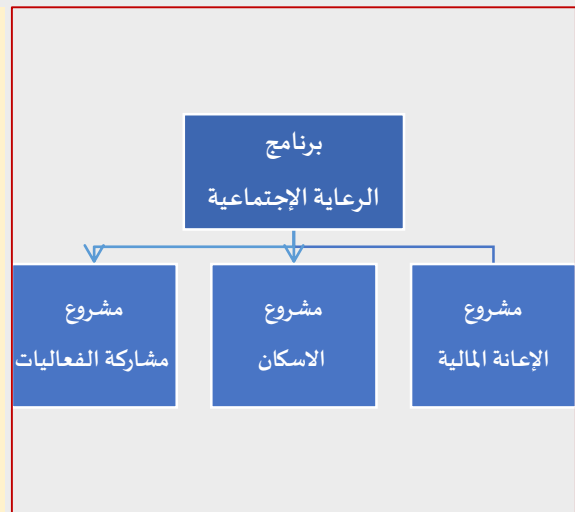 برنامج
الرعاية الإجتماعية
مشروع
الإعانة المالية
مشروع
الاسكان
مشروع
مشاركة الفعاليات